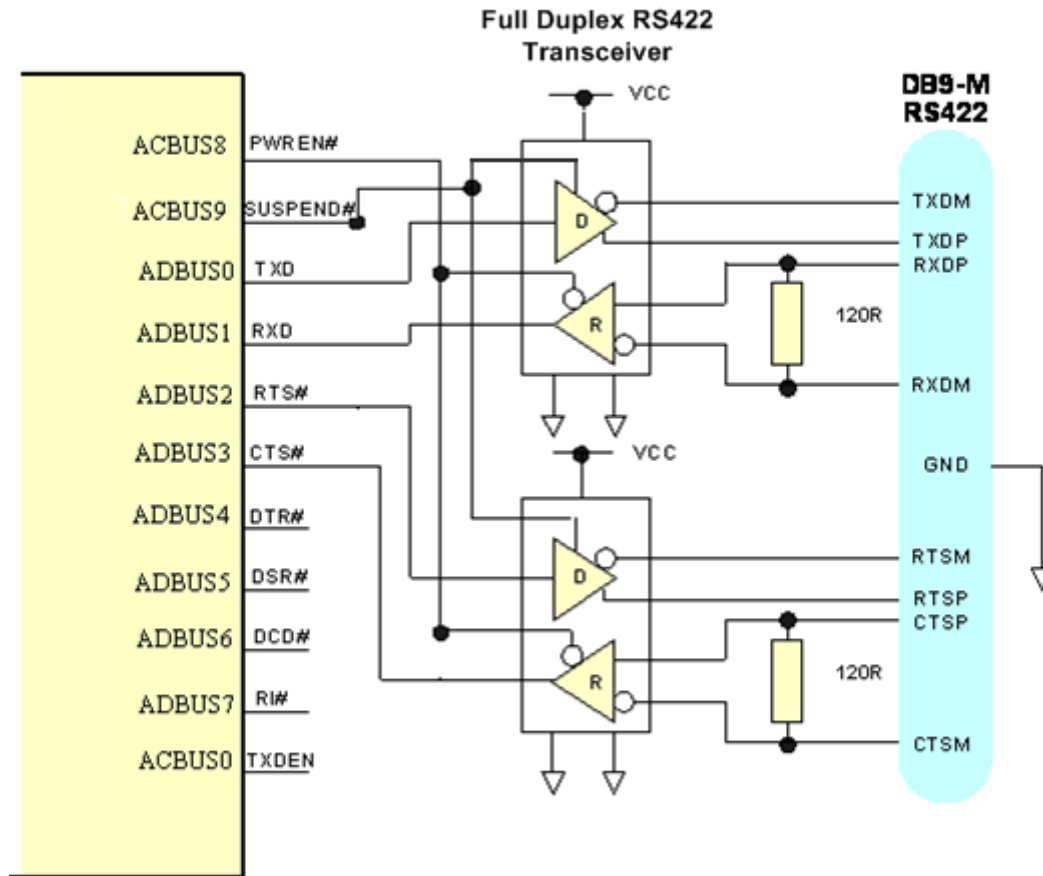 Full Duplex RS422
Transceiver
VCC
DB9-M
RS422
ACBUS8 PWREN#
ACBUS9 SUSPEND#
ADBUS0 TXD
ADBUS1 RXD
ADBUS2 RTS#
ADBUS3 CTS#
ADBUS4 DTR#
ADBUS5 DSR#
ADBUS6 DCD#
ADBUS7 RI#
ACBUS0 TXDEN
D
R
VCC
D
R
120R
120R
TXDM
TXDP
RXDP
RXDM
GND
RTSM
RTSP
CTSP
CTSM